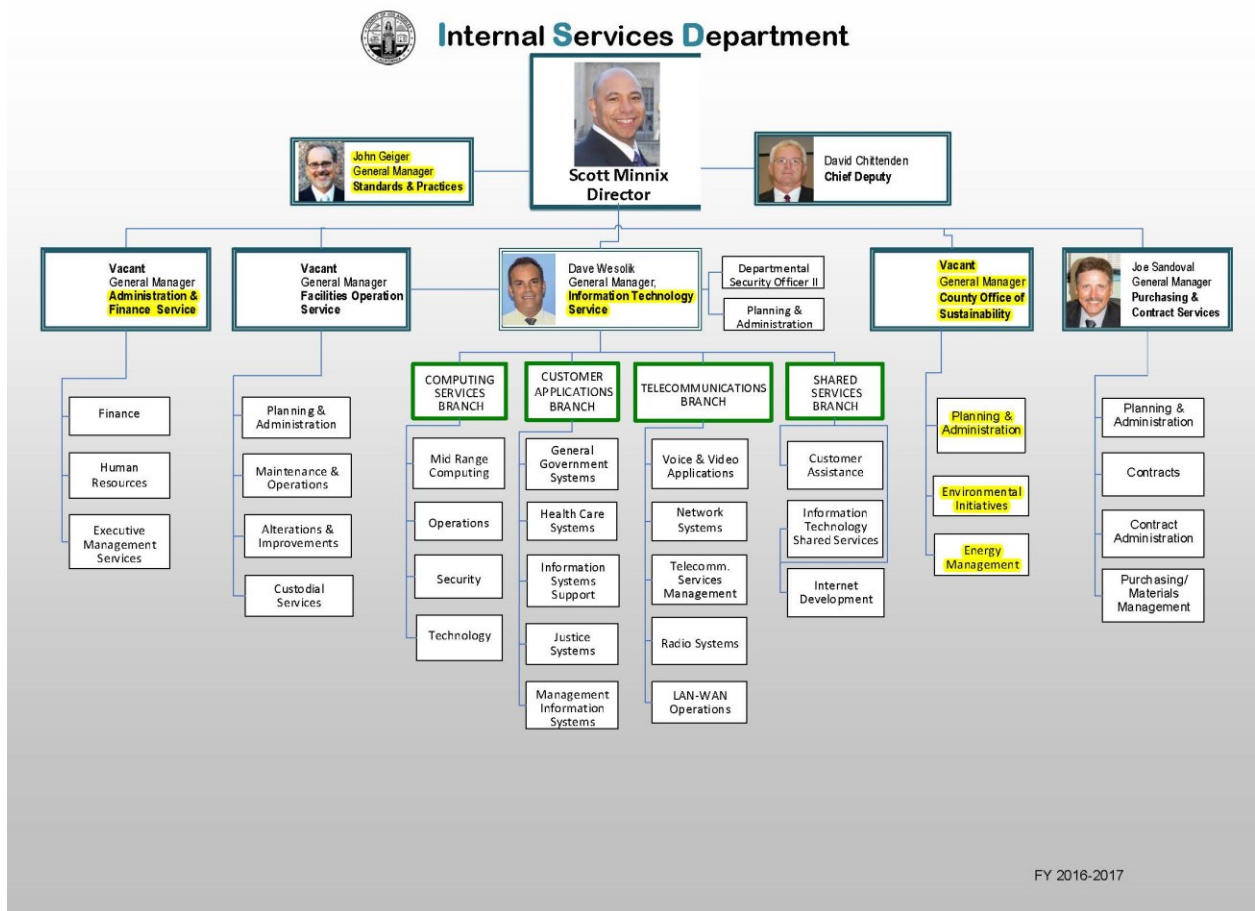 Internal Services Department
Scott Minnix
Director
John Geiger
General Manager
Standards & Practices
David Chittenden
Chief Deputy
Vacant
General Manager
Administration &
Finance Service
Vacant
General Manager
Facilities Operation
Service
Dave Wesolik
General Manager,
Information Technology
Service
Departmental
Security Officer II
Planning &
Administration
Vacant
General Manager
County Office of
Sustainability
Joe Sandoval
General Manager
Purchasing &
Contract Services
Finance
Human
Resources
Executive
Management
Services
Planning &
Administration
Maintenance &
Operations
Alterations &
Improvements
Custodial
Services
COMPUTING
SERVICES
BRANCH
Mid Range
Computing
Operations
Security
Technology
CUSTOMER
APPLICATIONS
BRANCH
General
Government
Systems
Health Care
Systems
Information
Systems
Support
Justice
Systems
Management
Information
Systems
TELECOMMUNICATIONS
BRANCH
Voice & Video
Applications
Network
Systems
Telecomm.
Services
Management
Radio Systems
LAN-WAN
Operations
SHARED
SERVICES
BRANCH
Customer
Assistance
Information
Technology
Shared Services
Internet
Development
Planning &
Administration
Environmental
Initiatives
Energy
Management
Planning &
Administration
Contracts
Contract
Administration
Purchasing/
Materials
Management
FY 2016-2017